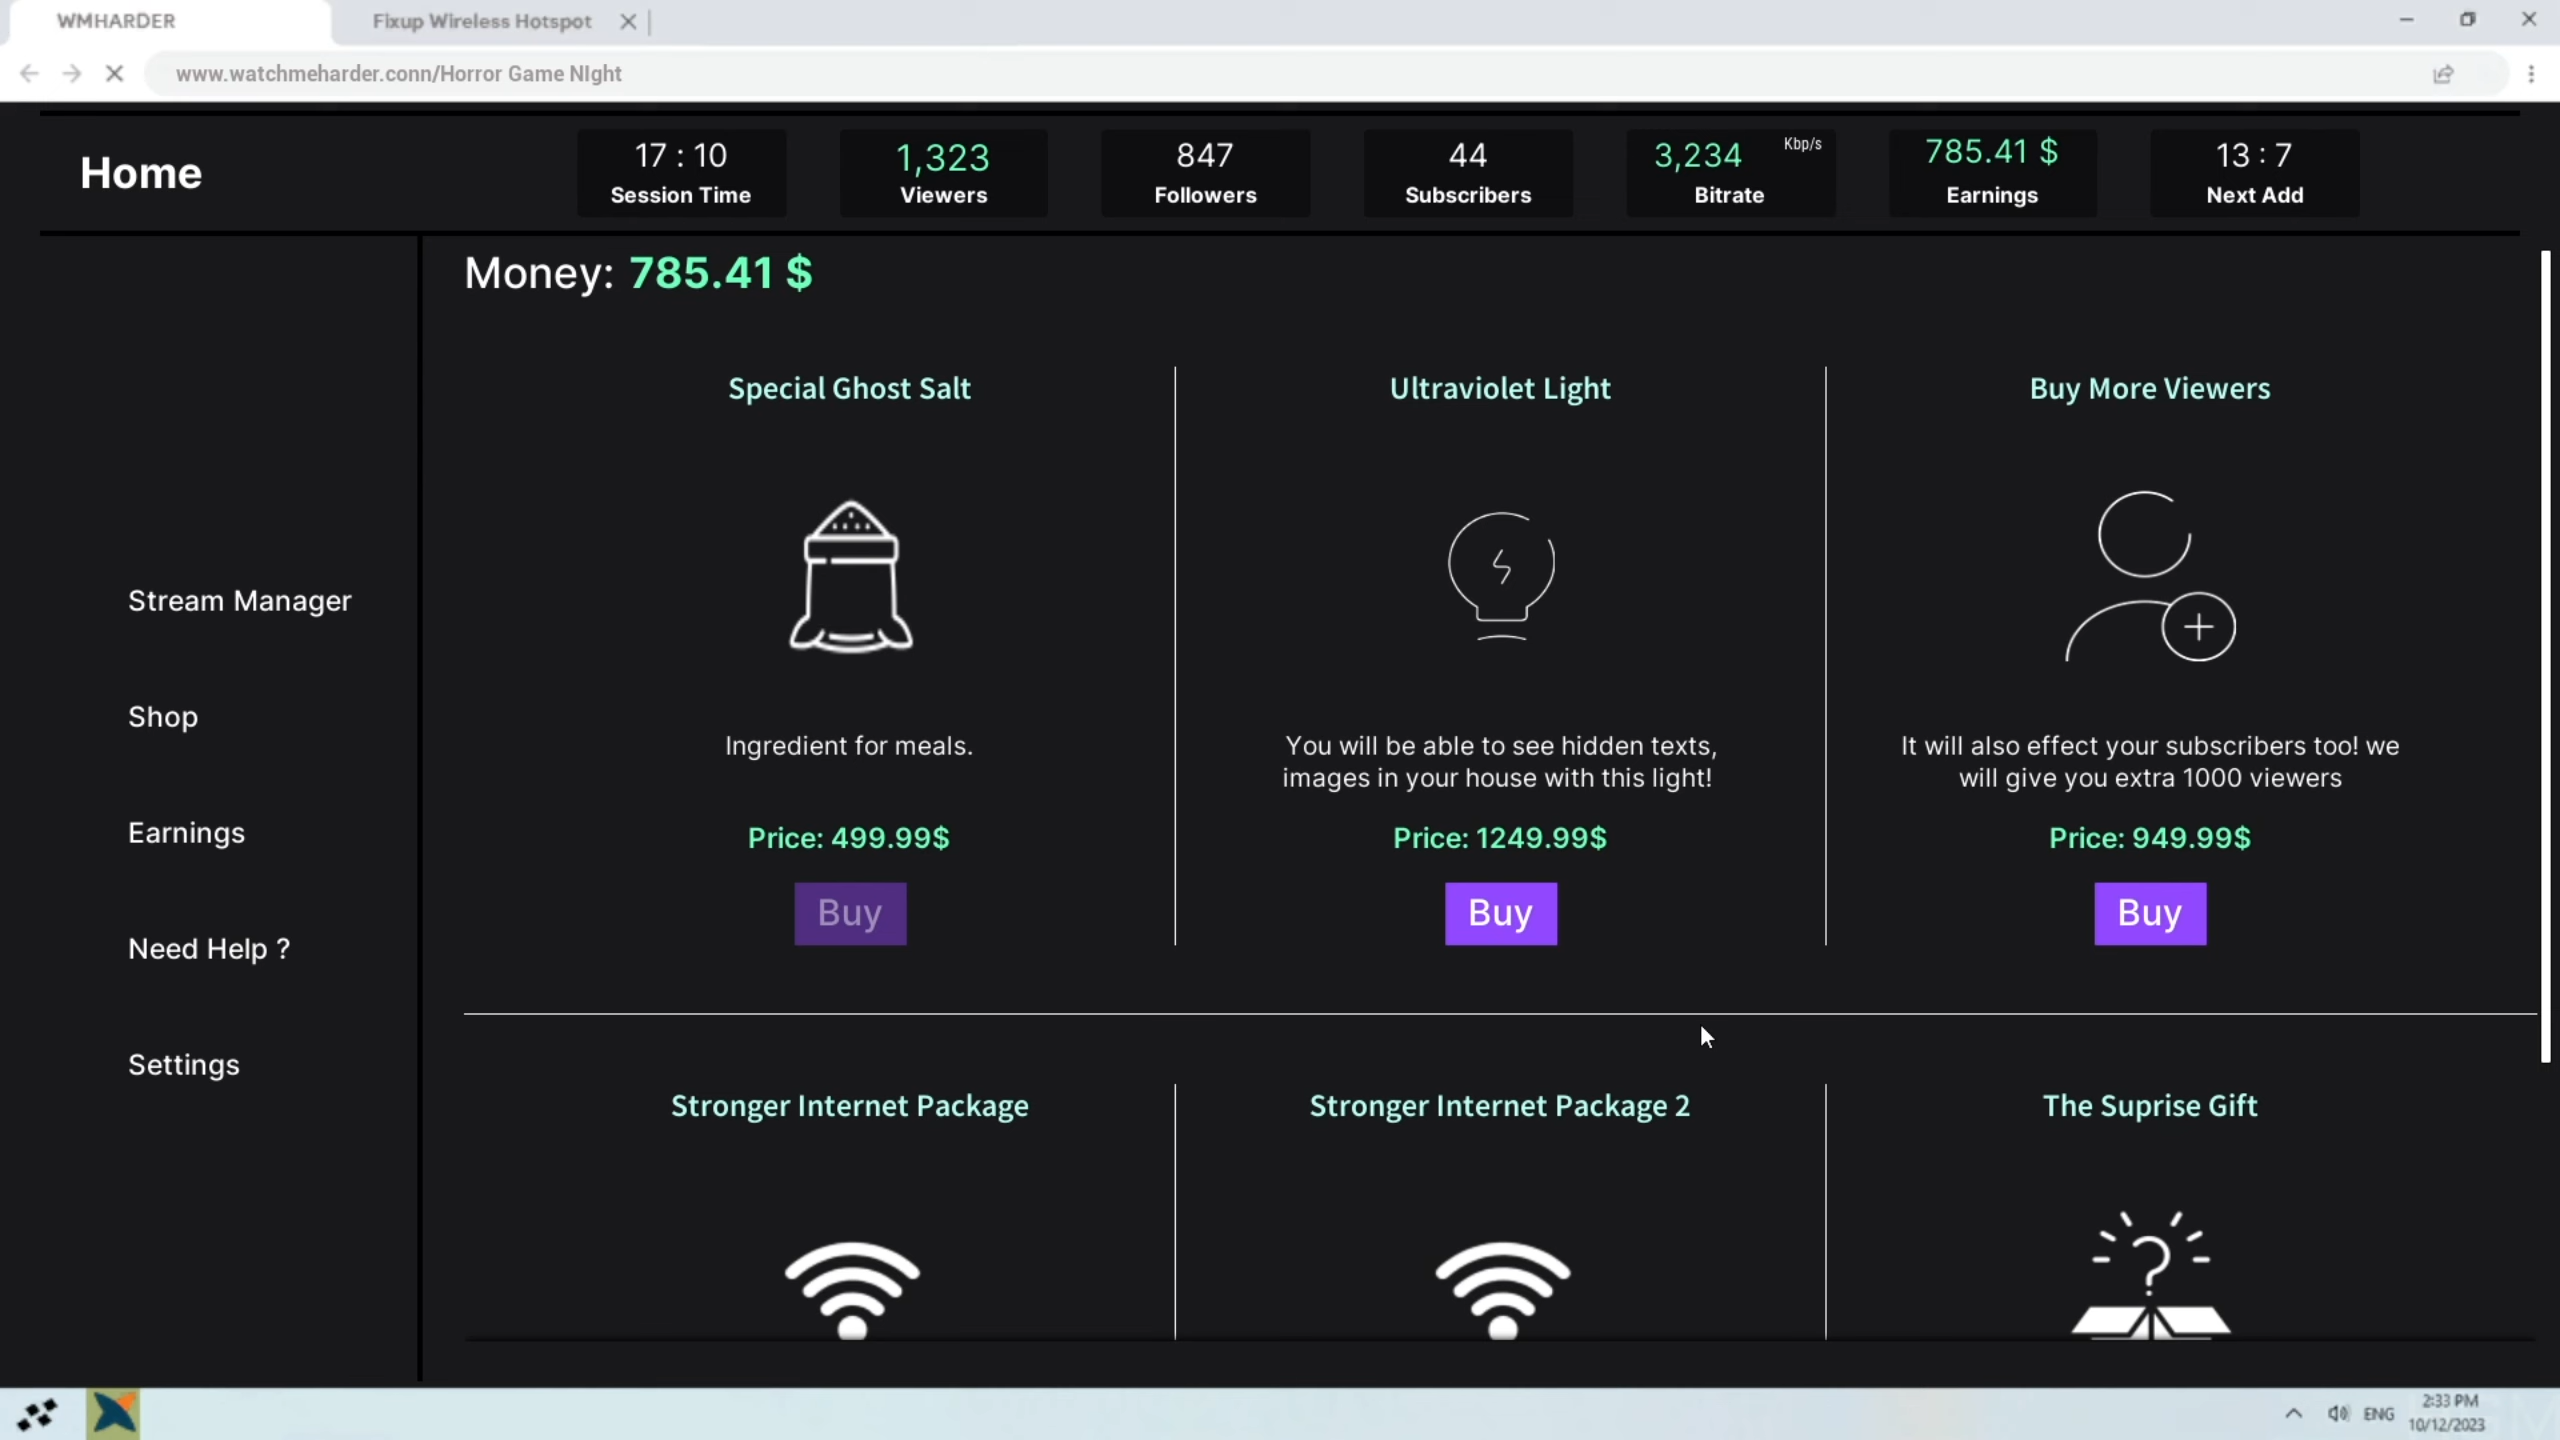 WMHARDER
Fixup Wireless Hotspot
www.watchmeharder.conn/Horror Game NIght
Home
17 : 10
Session Time
1,323
Viewers
847
Followers
44
Subscribers
3,234 Kbp/s
Bitrate
785.41 $
Earnings
13 : 7
Next Add
Money: 785.41 $
Stream Manager
Shop
Earnings
Need Help ?
Settings
Special Ghost Salt
Ingredient for meals.
Price: 499.99$
Buy
Ultraviolet Light
You will be able to see hidden texts,
images in your house with this light!
Price: 1249.99$
Buy
Buy More Viewers
It will also effect your subscribers too! we
will give you extra 1000 viewers
Price: 949.99$
Buy
Stronger Internet Package
Stronger Internet Package 2
The Suprise Gift
ENG
2:33 PM
10/12/2023